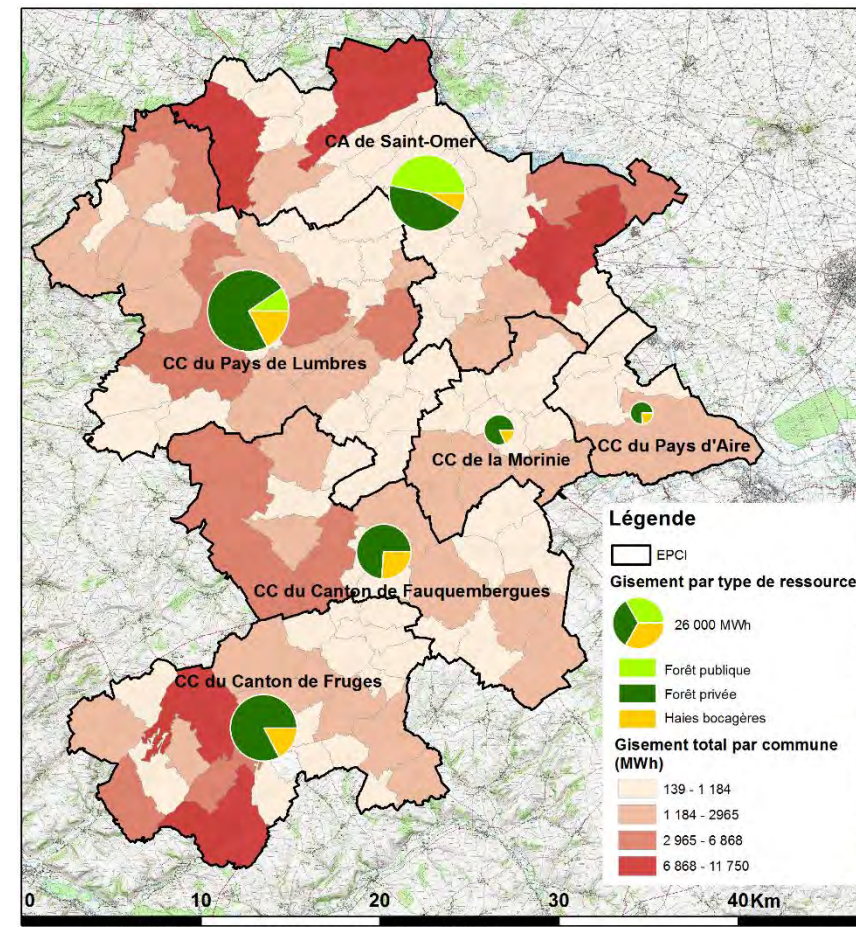 CA de Saint-Omer
CC du Pays de Lumbres
CC de la Morinie
CC du Pays d'Aire
CC du Canton de Fauquembergues
CC du Canton de Fruges
Légende
EPCI
Gisement par type de ressource
26 000 MWh
Forêt publique
Forêt privée
Haies bocagères
Gisement total par commune
(MWh)
139 - 1 184
1 184 - 2965
2 965 - 6 868
6 868 - 11 750
0 10 20 30 40Km